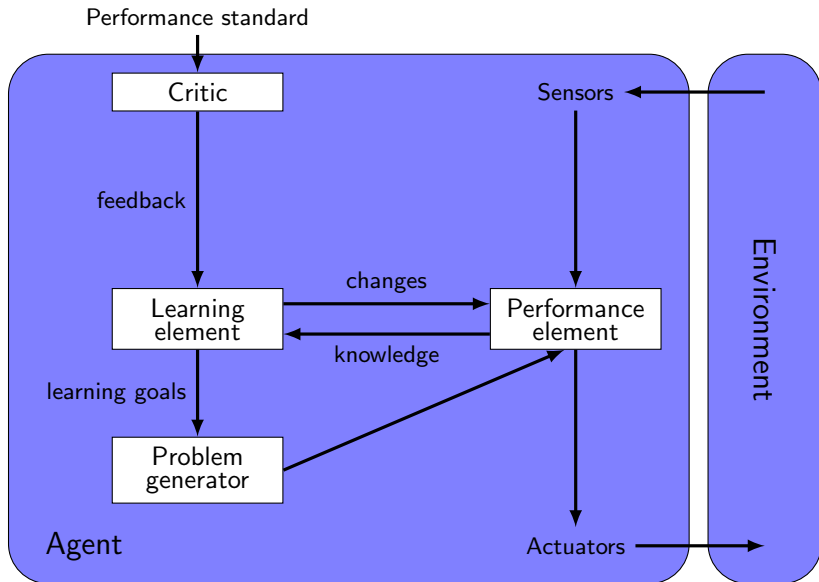 Performance standard
Critic
Sensors
feedback
changes
Learning
element
Performance
element
knowledge
learning goals
Problem
generator
Agent
Actuators
Environment